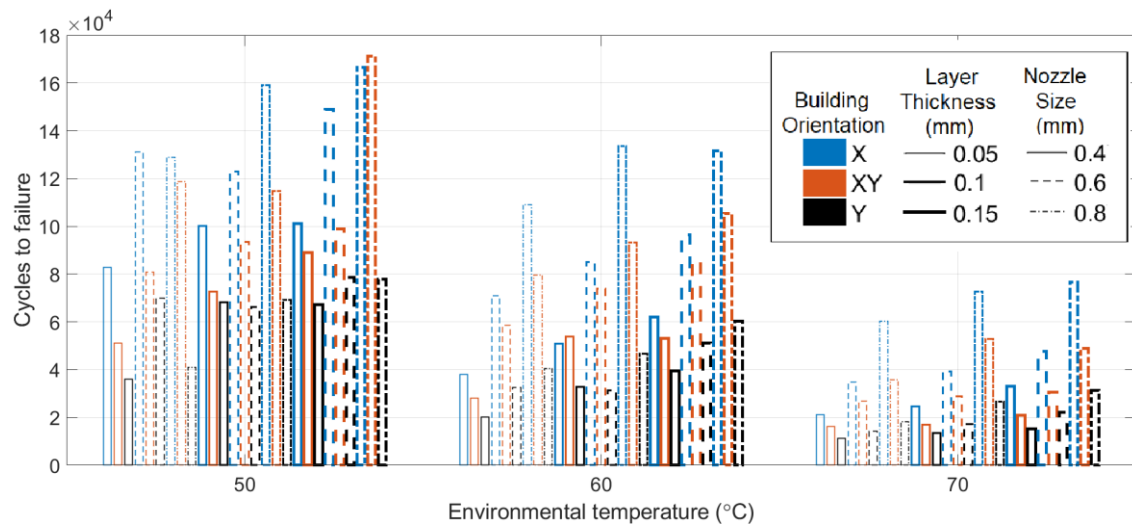 ×10⁴
18
16
14
12
10
8
6
4
2
0
Cycles to failure
50
60
70
Environmental temperature (°C)
Building
Orientation
X
XY
Y
Layer
Thickness
(mm)
0.05
0.1
0.15
Nozzle
Size
(mm)
0.4
0.6
0.8